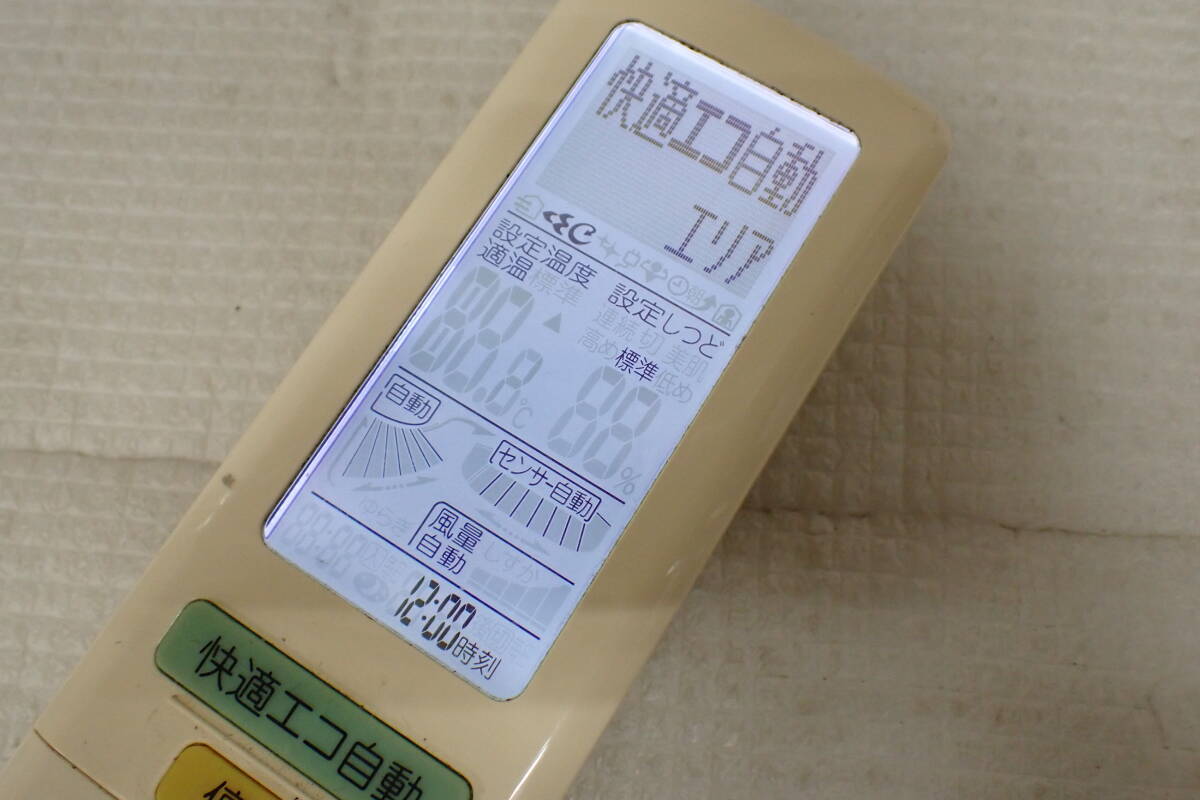 快適エコ自動
エリア
設定温度
適温 標準
設定しつど
連続 切 美肌
高め 標準 低め
88.8℃
88%
自動
センサー自動
風量
自動 しずか
12:00 時刻
快適エコ自動